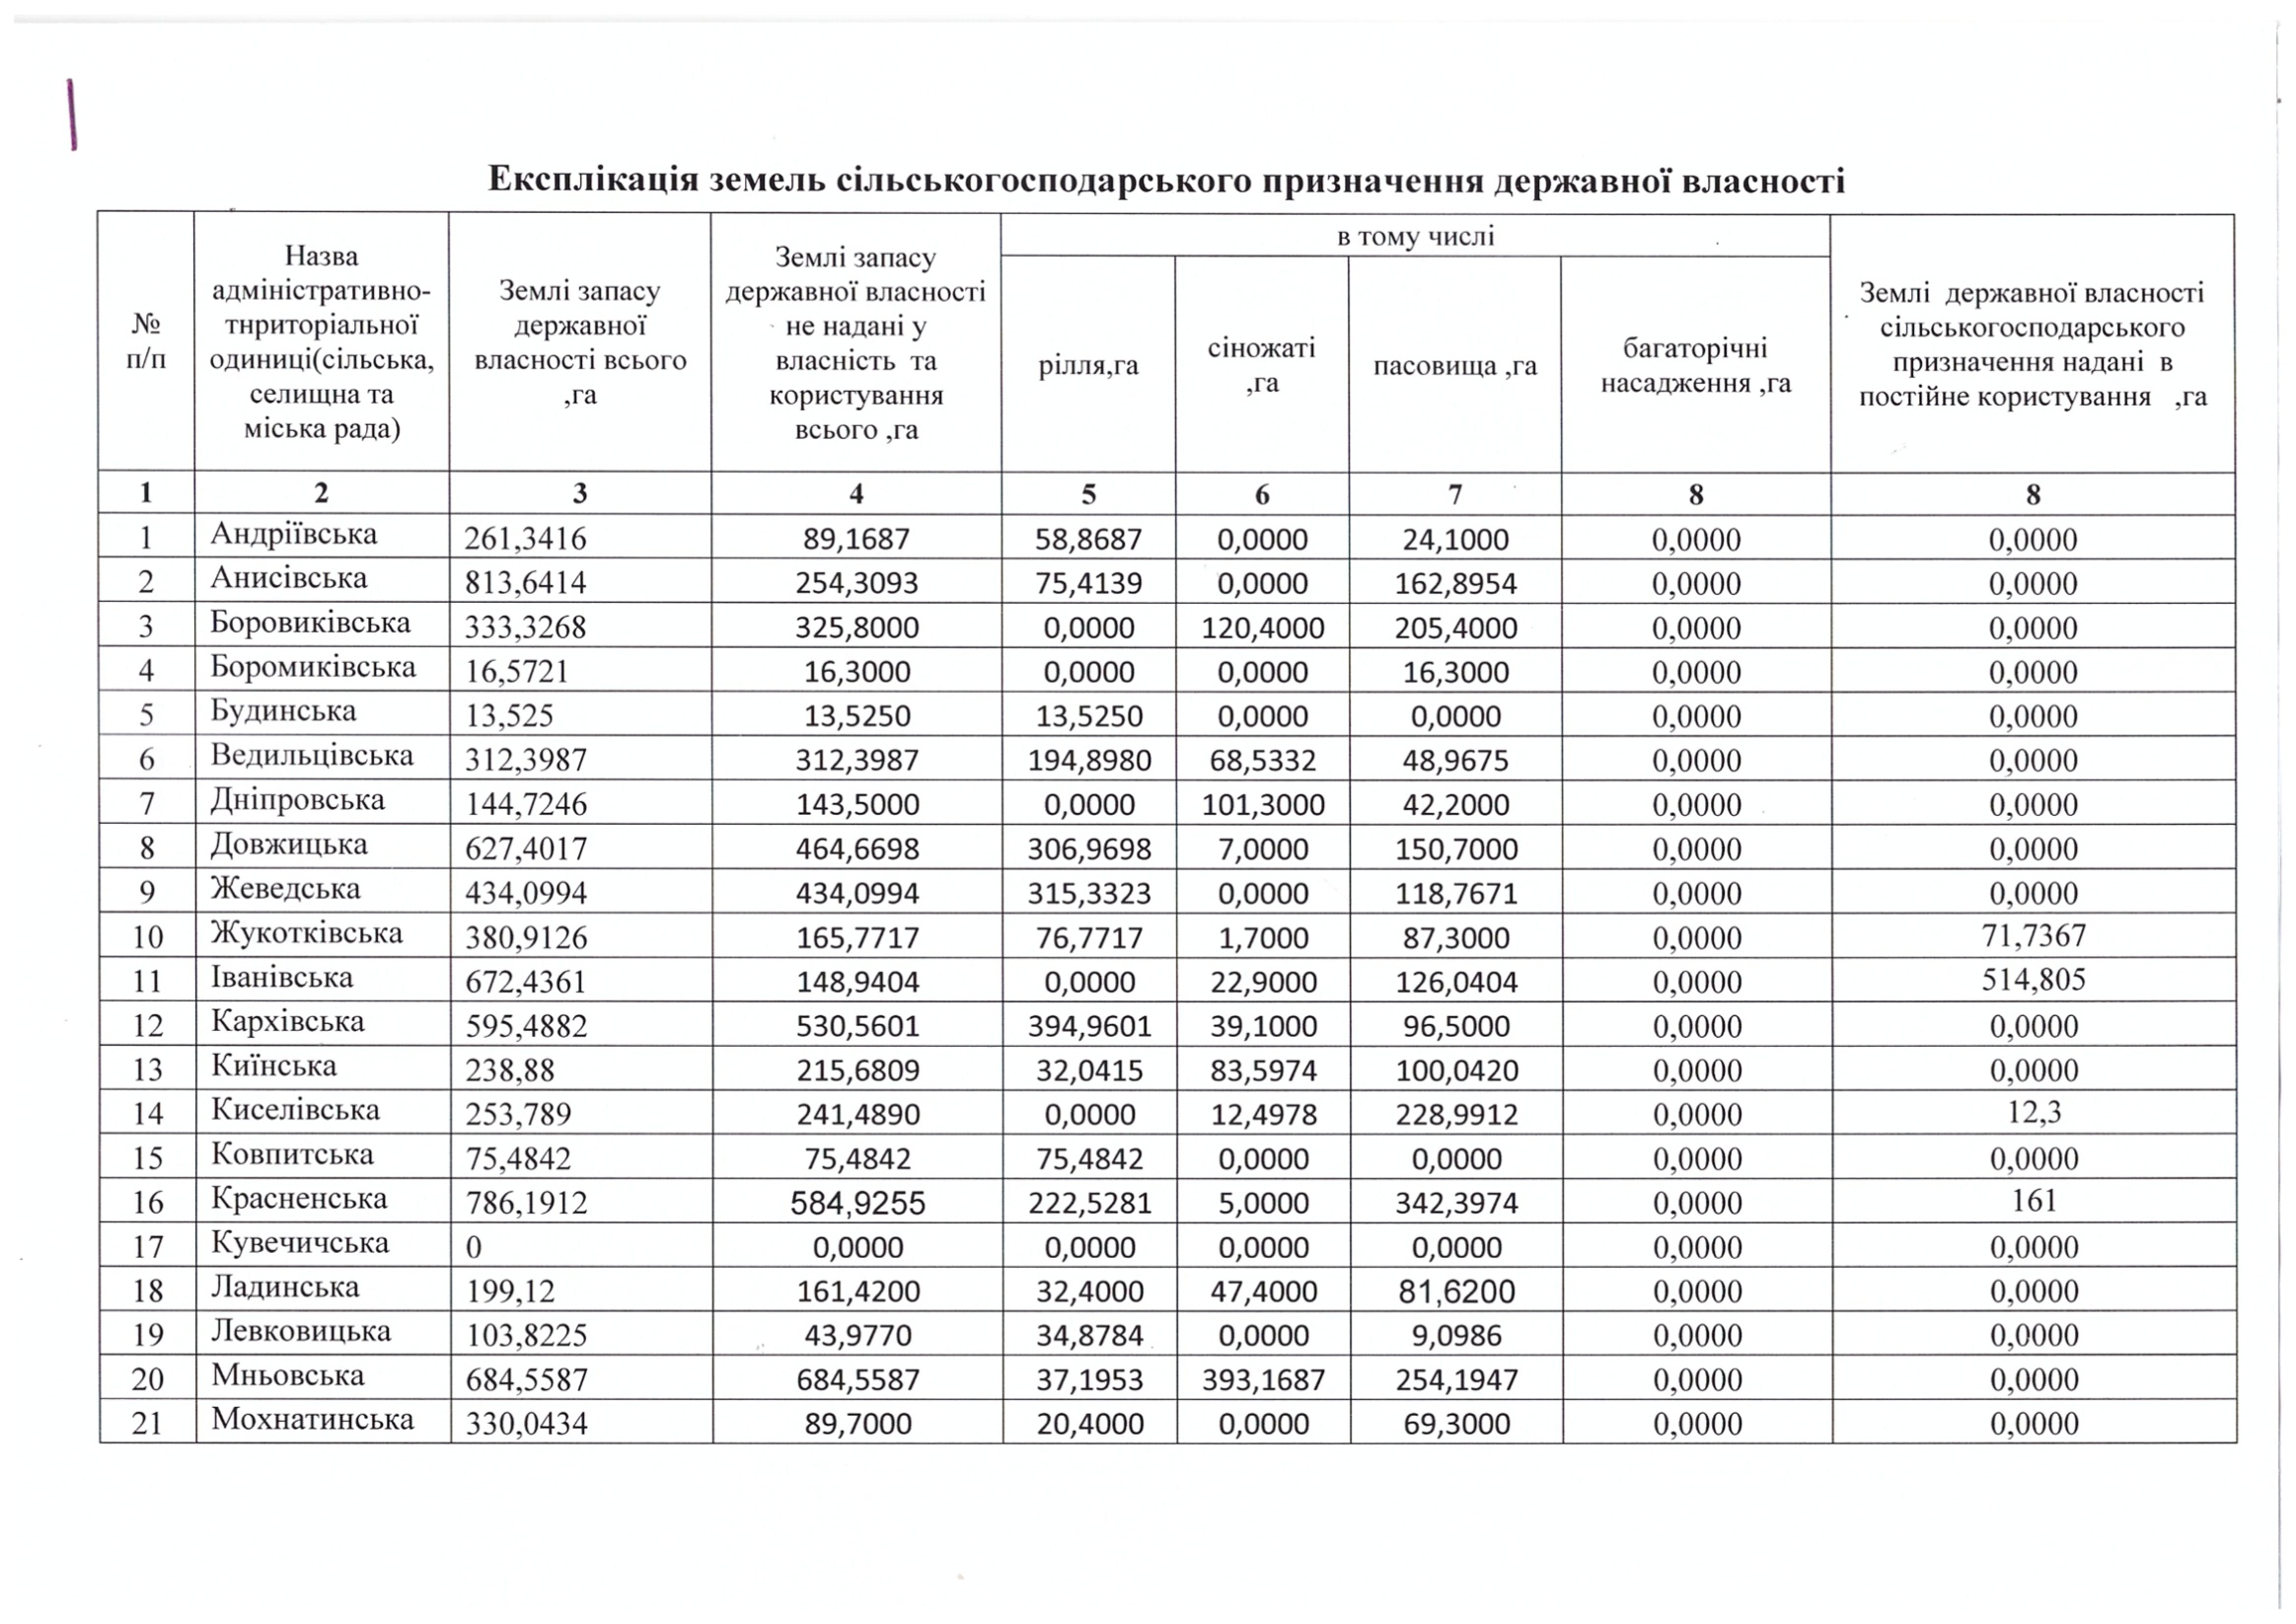 Експлікація земель сільськогосподарського призначення державної власності
№ п/п
Назва адміністративно-тнриторіальної одиниці(сільська, селищна та міська рада)
Землі запасу державної власності всього ,га
Землі запасу державної власності не надані у власність та користування всього ,га
в тому числі
рілля,га
сіножаті ,га
пасовища ,га
багаторічні насадження ,га
Землі державної власності сільськогосподарського призначення надані в постійне користування ,га
1 2 3 4 5 6 7 8 8
1 Андріївська 261,3416 89,1687 58,8687 0,0000 24,1000 0,0000 0,0000
2 Анисівська 813,6414 254,3093 75,4139 0,0000 162,8954 0,0000 0,0000
3 Боровиківська 333,3268 325,8000 0,0000 120,4000 205,4000 0,0000 0,0000
4 Боромиківська 16,5721 16,3000 0,0000 0,0000 16,3000 0,0000 0,0000
5 Будинська 13,525 13,5250 13,5250 0,0000 0,0000 0,0000 0,0000
6 Ведильцівська 312,3987 312,3987 194,8980 68,5332 48,9675 0,0000 0,0000
7 Дніпровська 144,7246 143,5000 0,0000 101,3000 42,2000 0,0000 0,0000
8 Довжицька 627,4017 464,6698 306,9698 7,0000 150,7000 0,0000 0,0000
9 Жеведська 434,0994 434,0994 315,3323 0,0000 118,7671 0,0000 0,0000
10 Жукотківська 380,9126 165,7717 76,7717 1,7000 87,3000 0,0000 71,7367
11 Іванівська 672,4361 148,9404 0,0000 22,9000 126,0404 0,0000 514,805
12 Кархівська 595,4882 530,5601 394,9601 39,1000 96,5000 0,0000 0,0000
13 Киїнська 238,88 215,6809 32,0415 83,5974 100,0420 0,0000 0,0000
14 Киселівська 253,789 241,4890 0,0000 12,4978 228,9912 0,0000 12,3
15 Ковпитська 75,4842 75,4842 75,4842 0,0000 0,0000 0,0000 0,0000
16 Красненська 786,1912 584,9255 222,5281 5,0000 342,3974 0,0000 161
17 Кувечичська 0 0,0000 0,0000 0,0000 0,0000 0,0000 0,0000
18 Ладинська 199,12 161,4200 32,4000 47,4000 81,6200 0,0000 0,0000
19 Левковицька 103,8225 43,9770 34,8784 0,0000 9,0986 0,0000 0,0000
20 Мньовська 684,5587 684,5587 37,1953 393,1687 254,1947 0,0000 0,0000
21 Мохнатинська 330,0434 89,7000 20,4000 0,0000 69,3000 0,0000 0,0000